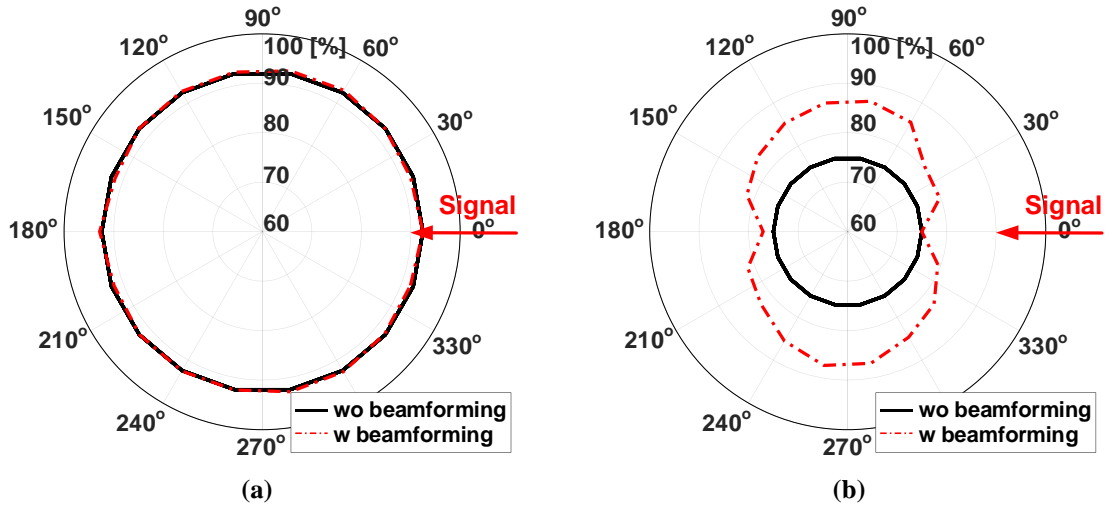 90° 90°
120° 100 [%] 60° 120° 100 [%] 60°
90 90
150° 80 30° 150° 80 30°
70 70
Signal Signal
180° 60 0° 180° 60 0°
210° 330° 210° 330°
wo beamforming wo beamforming
240° w beamforming 240° w beamforming
270° 270°
(a) (b)